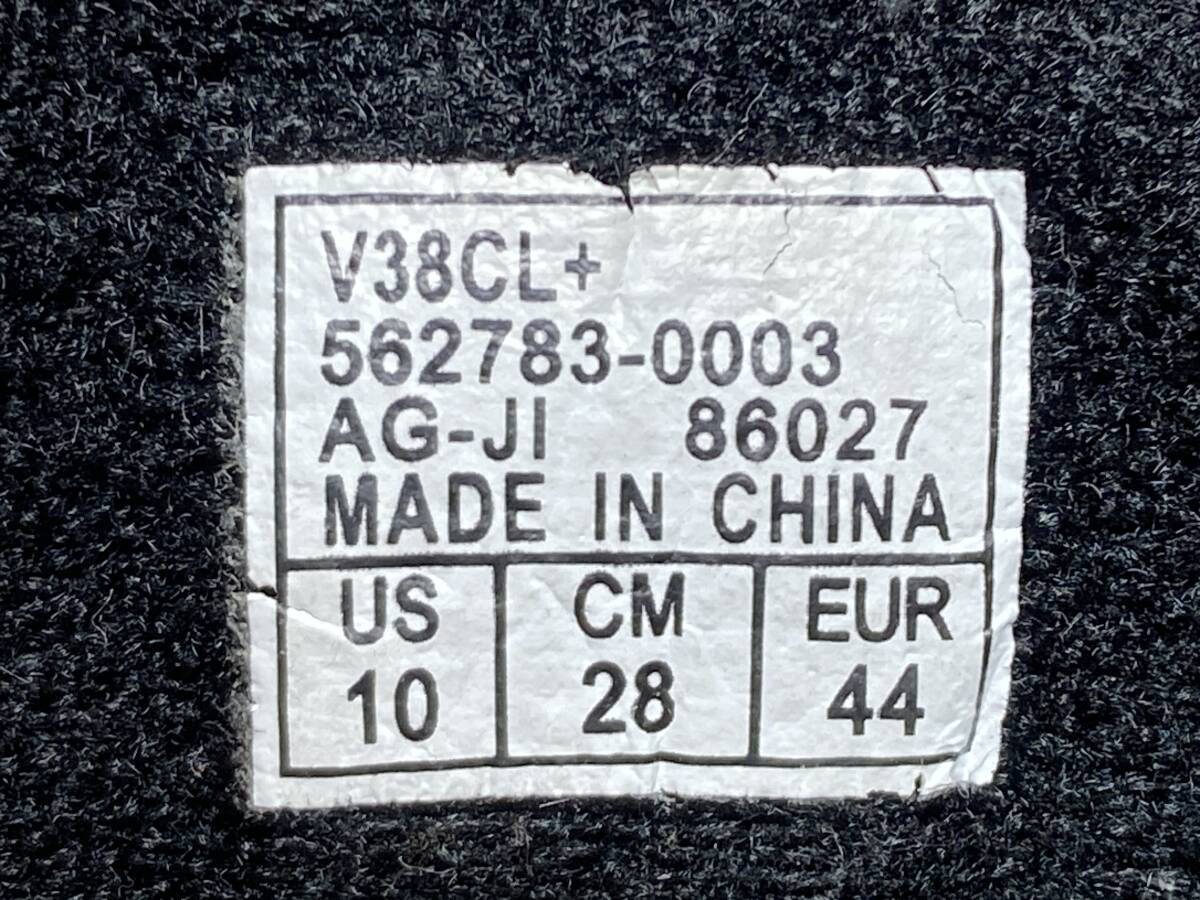 V38CL+
562783-0003
AG-JI 86027
MADE IN CHINA
US CM EUR
10 28 44